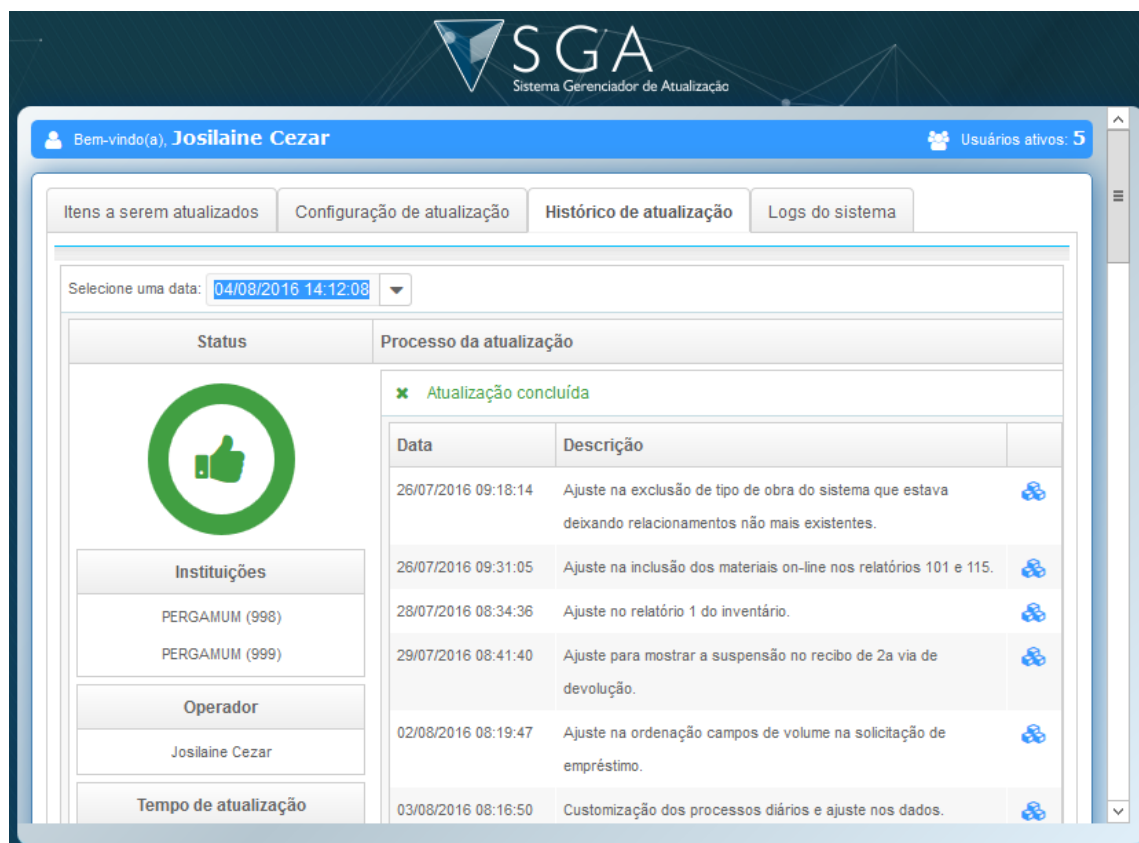 SGA
Sistema Gerenciador de Atualização
Bem-vindo(a), Josilaine Cezar
Usuários ativos: 5
Itens a serem atualizados
Configuração de atualização
Histórico de atualização
Logs do sistema
Selecione uma data: 04/08/2016 14:12:08
Status
Processo da atualização
Atualização concluída
Data
Descrição
26/07/2016 09:18:14
Ajuste na exclusão de tipo de obra do sistema que estava
deixando relacionamentos não mais existentes.
26/07/2016 09:31:05
Ajuste na inclusão dos materiais on-line nos relatórios 101 e 115.
28/07/2016 08:34:36
Ajuste no relatório 1 do inventário.
29/07/2016 08:41:40
Ajuste para mostrar a suspensão no recibo de 2a via de
devolução.
02/08/2016 08:19:47
Ajuste na ordenação campos de volume na solicitação de
empréstimo.
03/08/2016 08:16:50
Customização dos processos diários e ajuste nos dados.
Instituições
PERGAMUM (998)
PERGAMUM (999)
Operador
Josilaine Cezar
Tempo de atualização